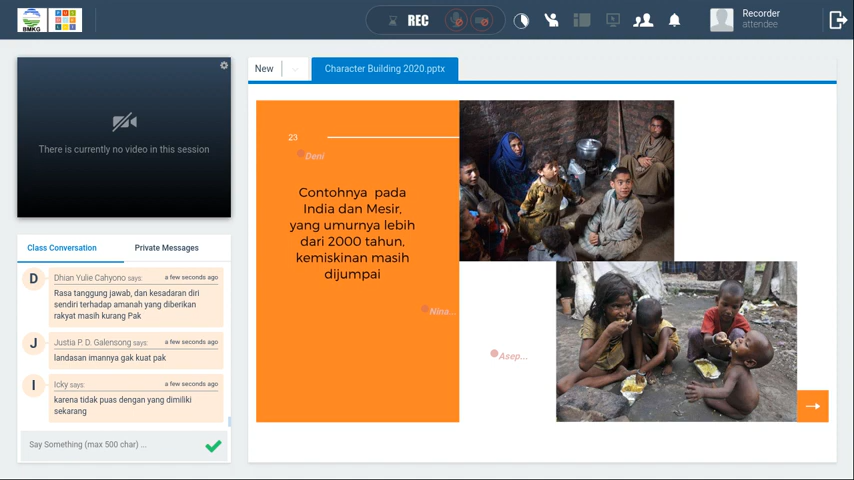 BMKG
REC
Recorder
attendee
There is currently no video in this session
Class Conversation
Private Messages
D
Dhian Yulie Cahyono says:
a few seconds ago
Rasa tanggung jawab, dan kesadaran diri
sendiri terhadap amanah yang diberikan
rakyat masih kurang Pak
J
Justia P. D. Galensong says:
a few seconds ago
landasan imannya gak kuat pak
I
Icky says:
a few seconds ago
karena tidak puas dengan yang dimiliki
sekarang
Say Something (max 500 char) ...
New
Character Building 2020.pptx
23
Deni
Contohnya pada
India dan Mesir,
yang umurnya lebih
dari 2000 tahun,
kemiskinan masih
dijumpai
Nina...
Asep...